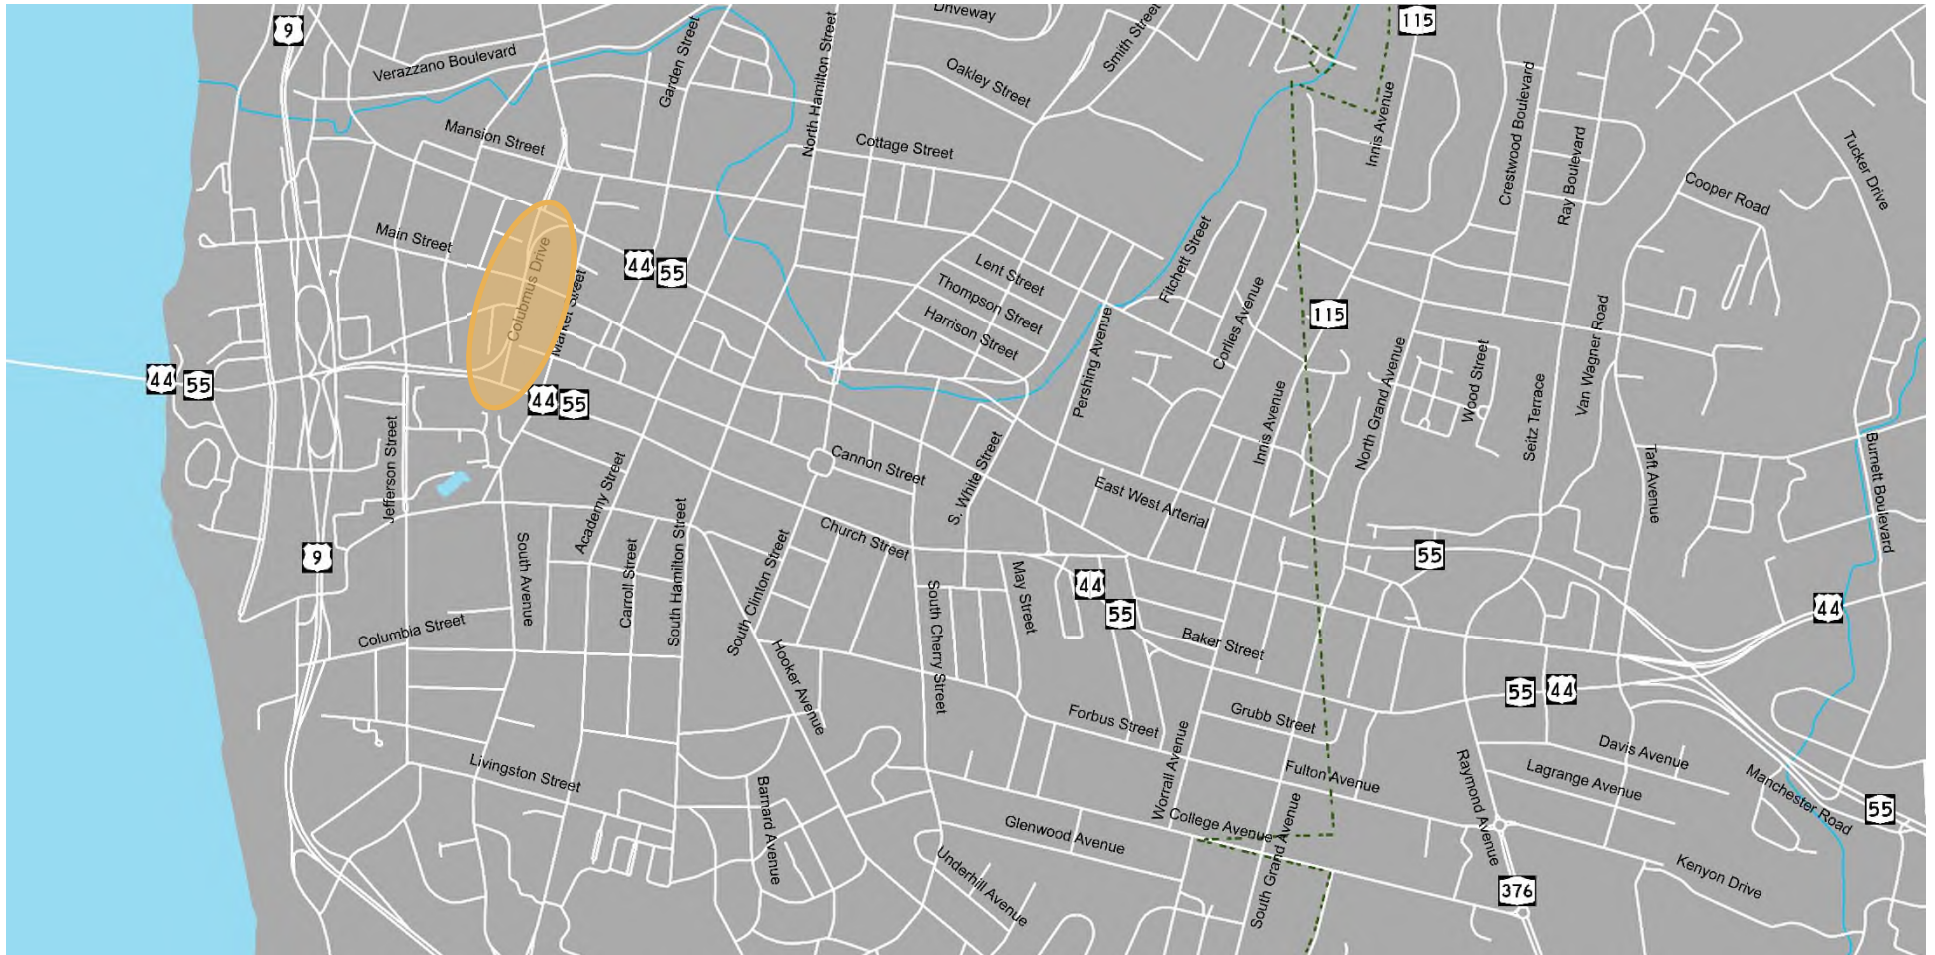 9
Driveway
115
Verazzano Boulevard
Garden Street
North Hamilton Street
Oakley Street
Smith Street
Innis Avenue
Crestwood Boulevard
Ray Boulevard
Tucker Drive
Mansion Street
Cottage Street
Cooper Road
Main Street
44
55
Colubmus Drive
Market Street
Lent Street
Thompson Street
Harrison Street
Fitchett Street
Corlies Avenue
115
Van Wagner Road
44
55
44
55
Pershing Avenue
Innis Avenue
North Grand Avenue
Wood Street
Seitz Terrace
Taft Avenue
Burnett Boulevard
Jefferson Street
Academy Street
Cannon Street
S. White Street
East West Arterial
9
South Avenue
Carroll Street
South Hamilton Street
South Clinton Street
Church Street
55
44
55
May Street
South Cherry Street
44
Columbia Street
Hooker Avenue
Baker Street
55
44
Forbus Street
Grubb Street
Livingston Street
Barnard Avenue
Worrall Avenue
Fulton Avenue
Raymond Avenue
Davis Avenue
Lagrange Avenue
Manchester Road
55
Glenwood Avenue
College Avenue
South Grand Avenue
Underhill Avenue
Kenyon Drive
376